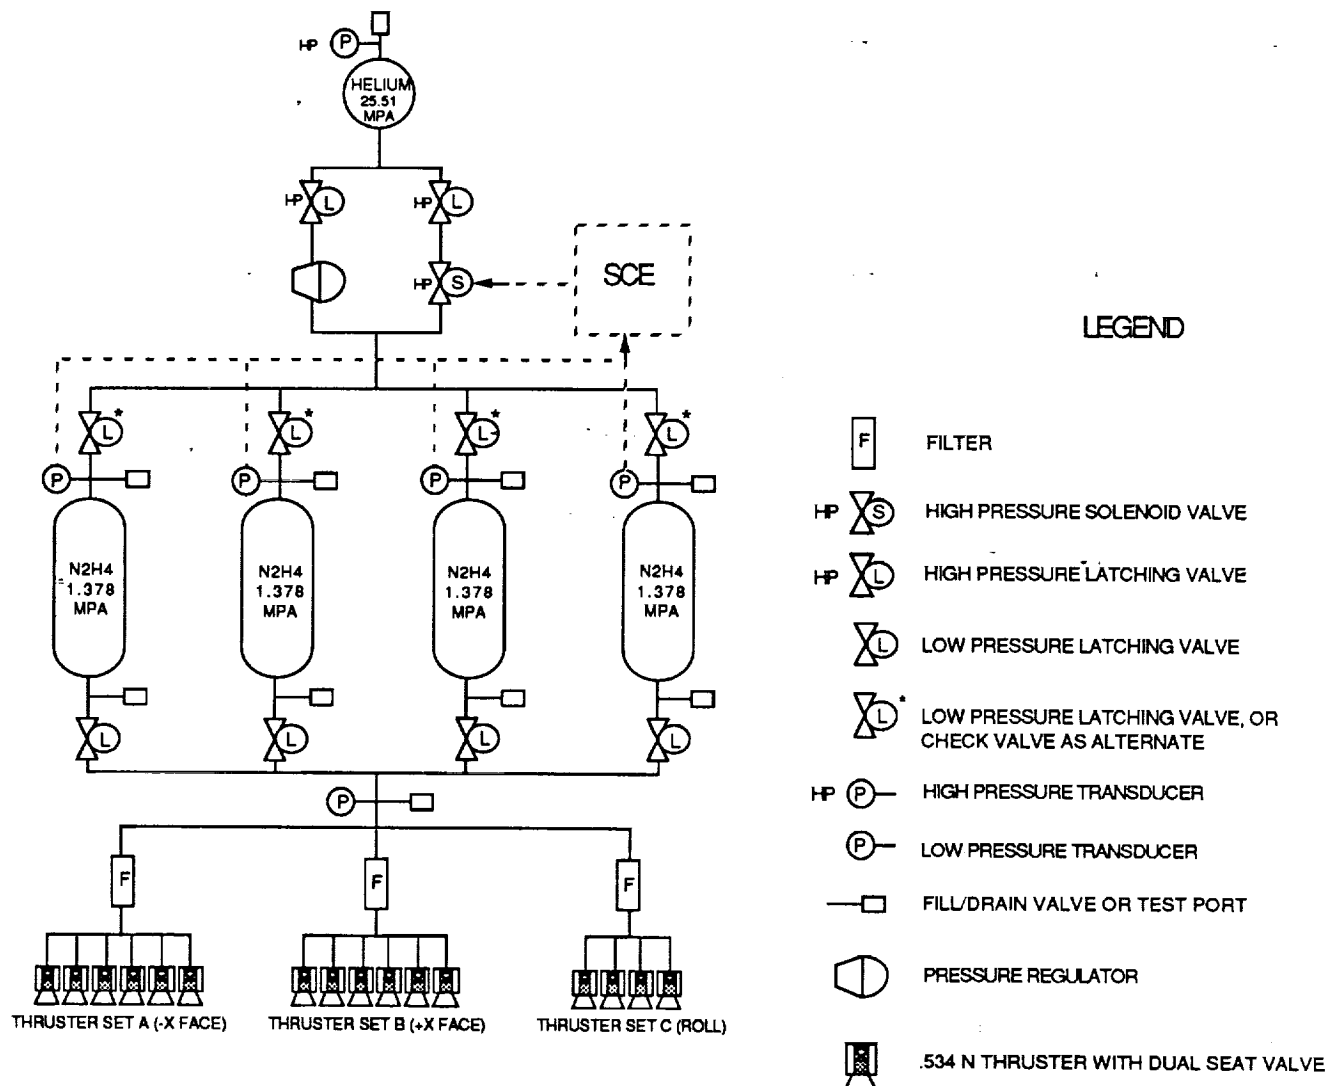 HP P
HELIUM
25.51
MPA
HP L HP L
HP S
SCE
L* L* L* L*
P P P P
N2H4
1.378
MPA
N2H4
1.378
MPA
N2H4
1.378
MPA
N2H4
1.378
MPA
L L L L
P
F F F
THRUSTER SET A (-X FACE)
THRUSTER SET B (+X FACE)
THRUSTER SET C (ROLL)
LEGEND
F FILTER
HP S HIGH PRESSURE SOLENOID VALVE
HP L HIGH PRESSURE LATCHING VALVE
L LOW PRESSURE LATCHING VALVE
L* LOW PRESSURE LATCHING VALVE, OR
CHECK VALVE AS ALTERNATE
HP P HIGH PRESSURE TRANSDUCER
P LOW PRESSURE TRANSDUCER
FILL/DRAIN VALVE OR TEST PORT
PRESSURE REGULATOR
.534 N THRUSTER WITH DUAL SEAT VALVE